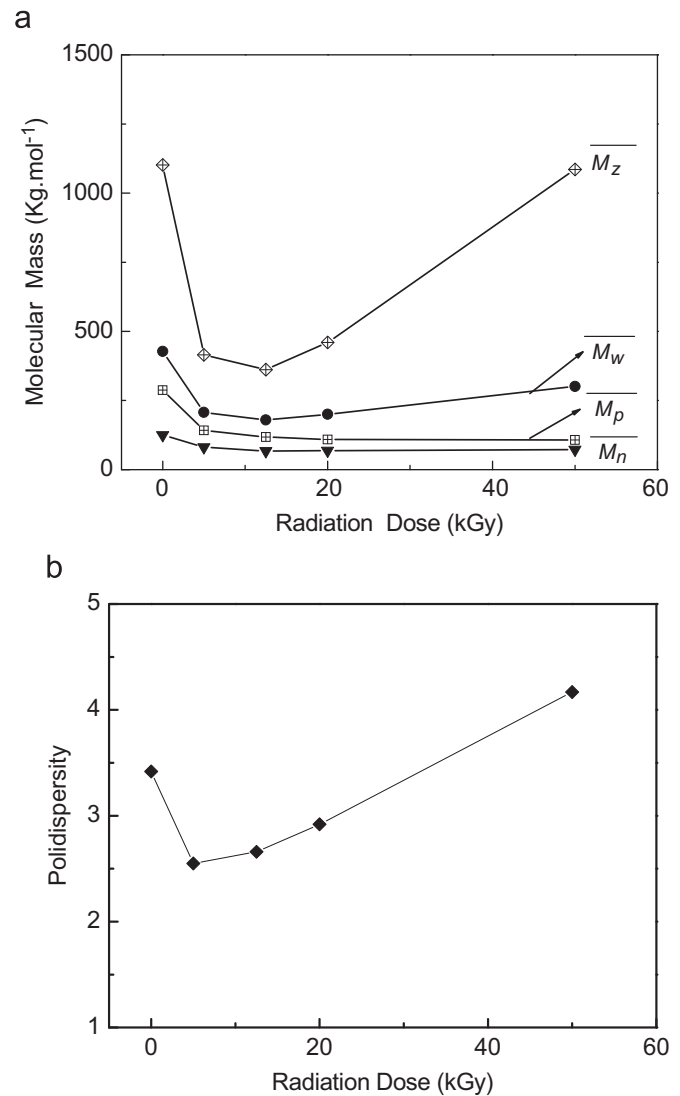 a
1500
1000
500
0
Molecular Mass (Kg.mol-1)
Mz
Mw
Mp
Mn
0 20 40 60
Radiation Dose (kGy)
b
5
4
3
2
1
Polidispersity
0 20 40 60
Radiation Dose (kGy)